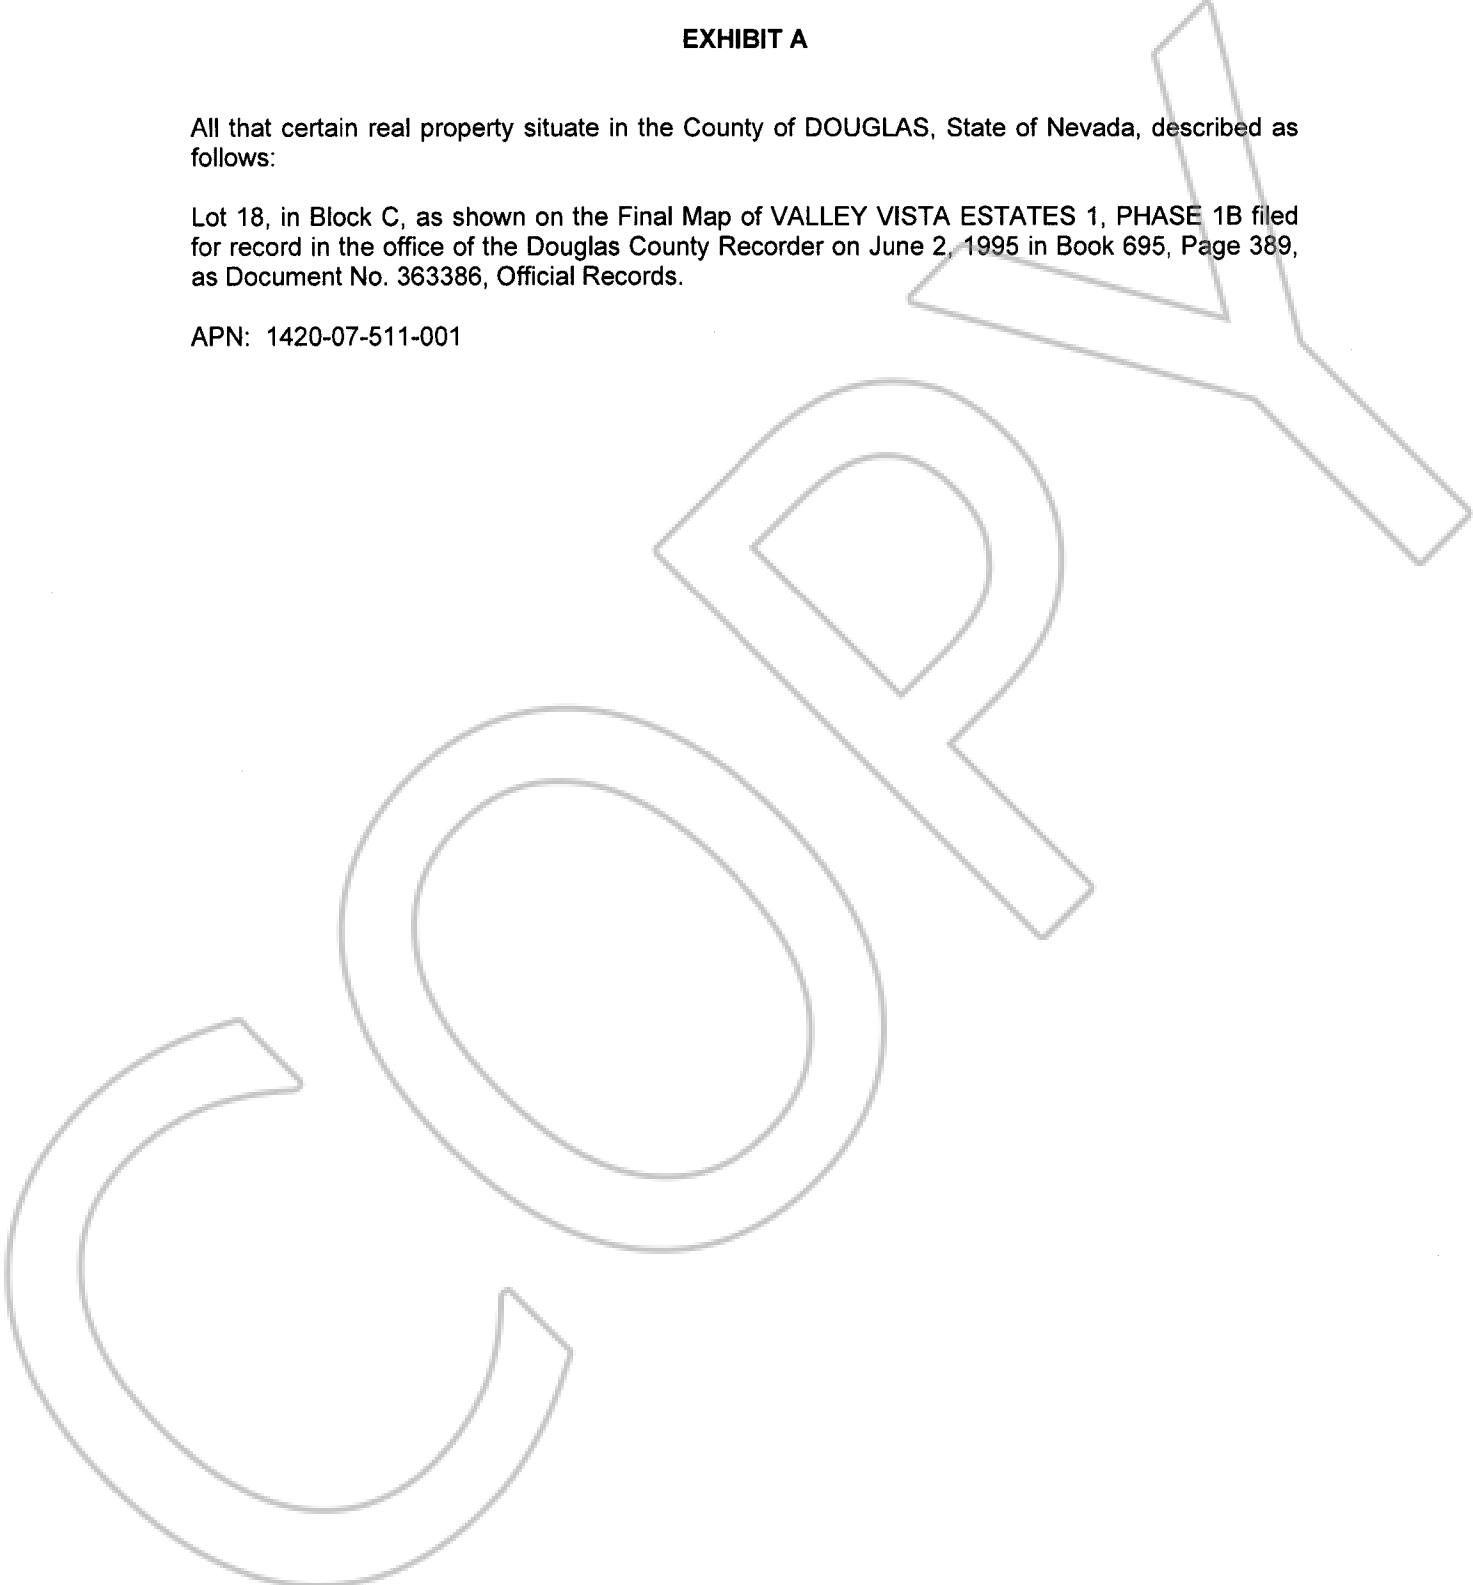 EXHIBIT A
All that certain real property situate in the County of DOUGLAS, State of Nevada, described as
follows:
Lot 18, in Block C, as shown on the Final Map of VALLEY VISTA ESTATES 1, PHASE 1B filed
for record in the office of the Douglas County Recorder on June 2, 1995 in Book 695, Page 389,
as Document No. 363386, Official Records.
APN: 1420-07-511-001
COPY